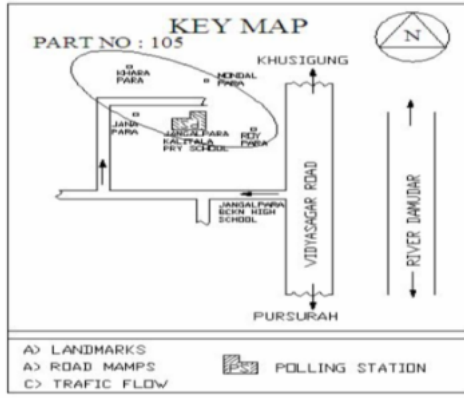 KEY MAP
PART NO : 105
N
KHUSIGUNG
KHARA
PARA
MONDAL
PARA
JANA
PARA
JANGALPARA
KALITALA
PRY SCHOOL
ROY
PARA
JANGALPARA
BCKN HIGH
SCHOOL
VIDYASAGAR ROAD
RIVER DAMUDAR
PURSURAH
A) LANDMARKS
A) ROAD MAMPS
C) TRAFIC FLOW
PS
POLLING STATION